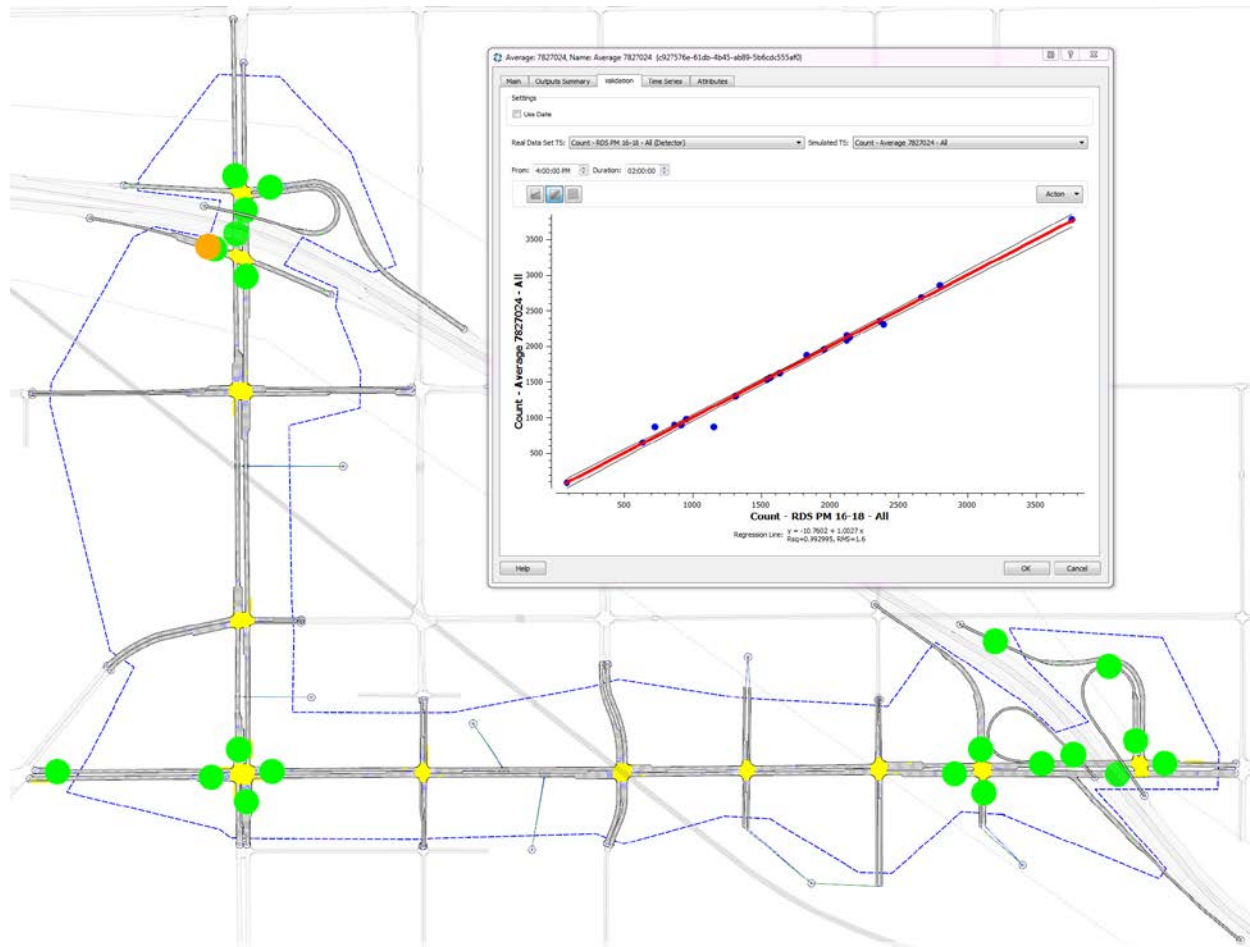 Average: 7827024, Name: Average 7827024 {c927576e-61db-4b45-ab89-5b6cdc555af0}
Main Outputs Summary Validation Time Series Attributes
Settings
Use Date
Real Data Set TS: Count - RDS PM 16-18 - All (Detector) Simulated TS: Count - Average 7827024 - All
From: 4:00:00 PM Duration: 02:00:00
Action
Count - Average 7827024 - All
3500
3000
2500
2000
1500
1000
500
500 1000 1500 2000 2500 3000 3500
Count - RDS PM 16-18 - All
Regression Line: y = -10.7602 + 1.0027 x
Rsq=0.992995, RMS=1.6
Help OK Cancel